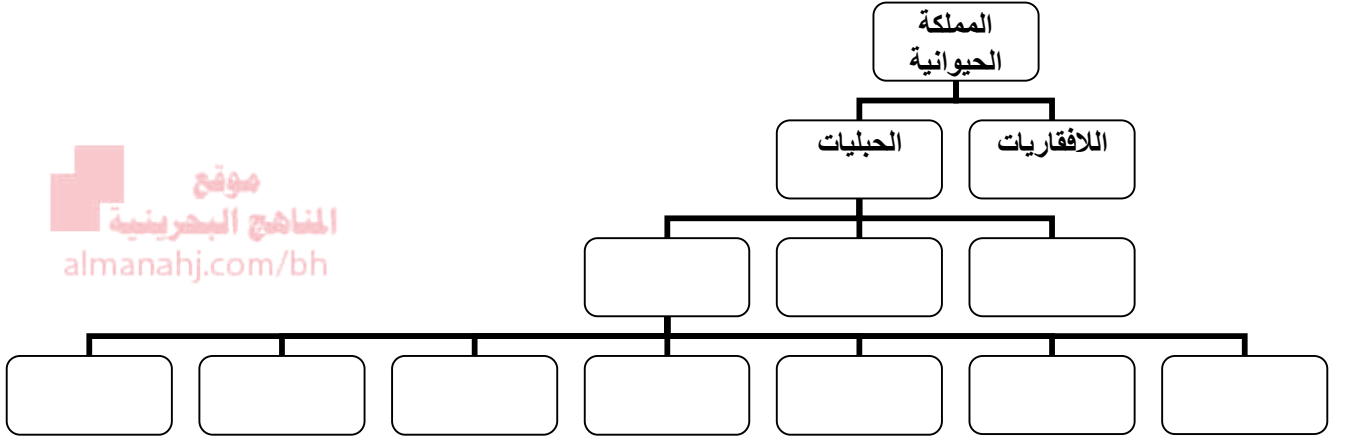 المملكة
الحيوانية
اللافقاريات
الحبليات
موقع
المناهج البحرينية
almanahj.com/bh